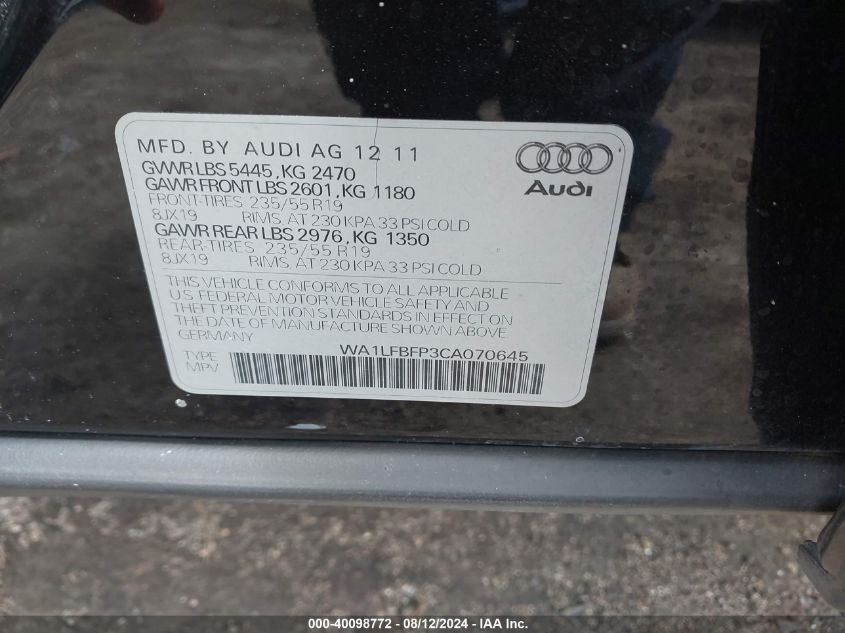 MFD. BY AUDI AG 12 11
GVWR LBS 5445, KG 2470
GAWR FRONT LBS 2601, KG 1180
FRONT-TIRES 235/55 R19
8JX19 RIMS, AT 230 KPA 33 PSI COLD
GAWR REAR LBS 2976, KG 1350
REAR-TIRES 235/55 R19
8JX19 RIMS, AT 230 KPA 33 PSI COLD
Audi
THIS VEHICLE CONFORMS TO ALL APPLICABLE
U.S. FEDERAL MOTOR VEHICLE SAFETY AND
THEFT PREVENTION STANDARDS IN EFFECT ON
THE DATE OF MANUFACTURE SHOWN ABOVE
GERMANY
WA1LFBFP3CA070645
TYPE
MPV
000-40098772 - 08/12/2024 - IAA Inc.